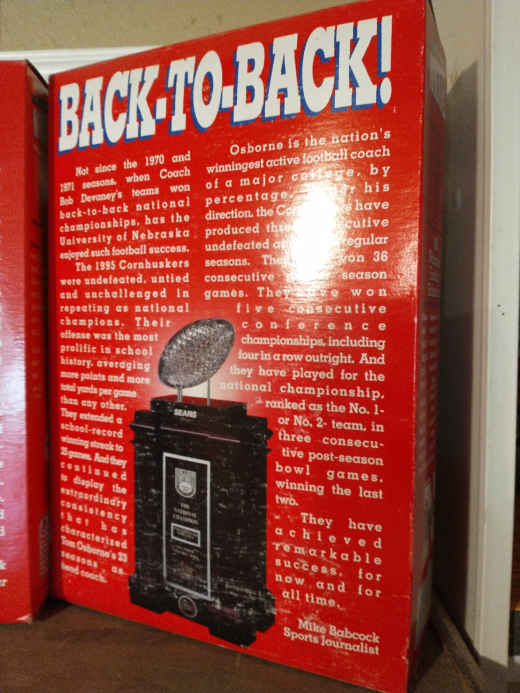 BACK-TO-BACK!
Not since the 1970 and
1971 seasons, when Coach
Bob Devaney's teams won
back-to-back national
championships, has the
University of Nebraska
enjoyed such football success.
The 1995 Cornhuskers
were undefeated, untied
and unchallenged in
repeating as national
champions. Their
offense was the most
prolific in school
history, averaging
more points and more
total yards per game
than any other.
They extended a
school-record
winning streak to
25 games. And they
continued
to display the
extraordinary
consistency
that has
characterized
Tom Osborne's 23
seasons as
head coach.
Osborne is the nation's
winningest active football coach
of a major college, by
percentage. his
direction, the have
produced
undefeated regular
seasons. won 36
consecutive season
games. They have won
five consecutive
conference
championships, including
four in a row outright. And
they have played for the
national championship,
ranked as the No. 1-
or No. 2- team, in
three consecu-
tive post-season
bowl games,
winning the last
two.
They have
achieved
remarkable
success, for
now and for
all time.
Mike Babcock
Sports Journalist
SEARS
THE
NATIONAL
CHAMPION